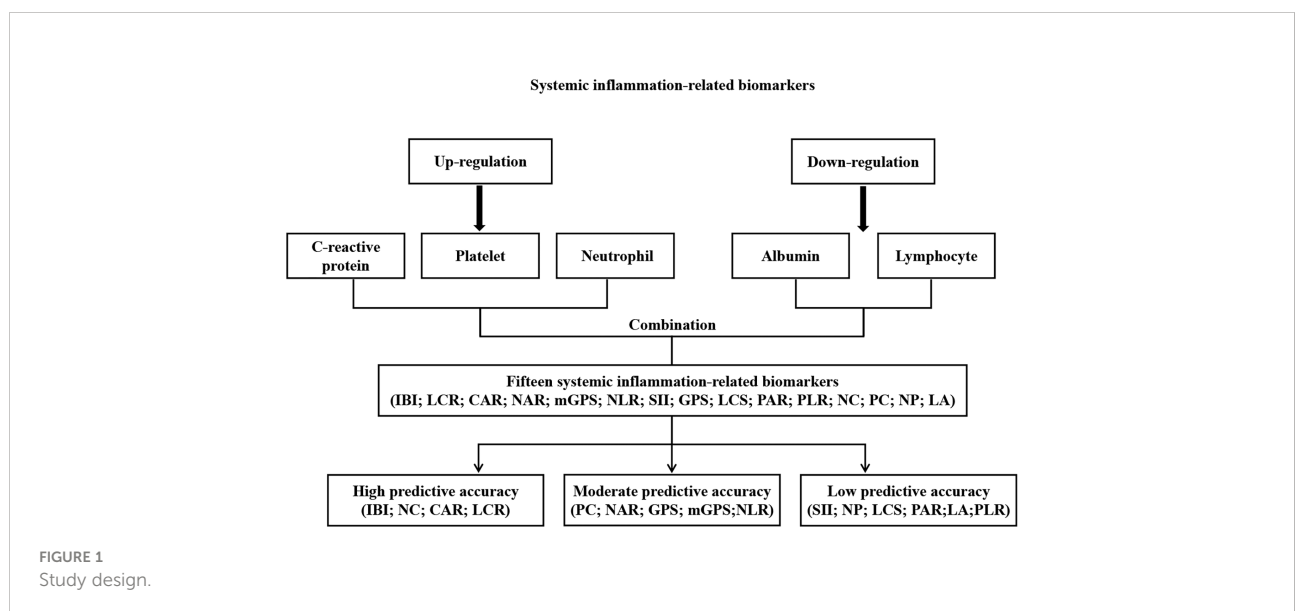 Systemic inflammation-related biomarkers
Up-regulation
Down-regulation
C-reactive
protein
Platelet
Neutrophil
Albumin
Lymphocyte
Combination
Fifteen systemic inflammation-related biomarkers
(IBI; LCR; CAR; NAR; mGPS; NLR; SII; GPS; LCS; PAR; PLR; NC; PC; NP; LA)
High predictive accuracy
(IBI; NC; CAR; LCR)
Moderate predictive accuracy
(PC; NAR; GPS; mGPS;NLR)
Low predictive accuracy
(SII; NP; LCS; PAR;LA;PLR)
FIGURE 1
Study design.